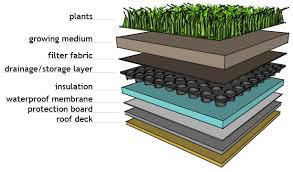 plants
growing medium
filter fabric
drainage/storage layer
insulation
waterproof membrane
protection board
roof deck